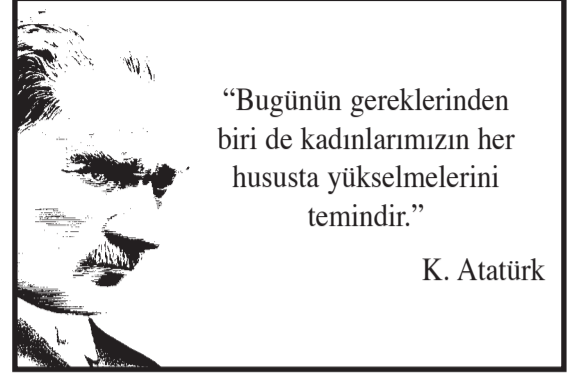 “Bugünün gereklerinden
biri de kadınlarımızın her
hususta yükselmelerini
temindir.”
K. Atatürk